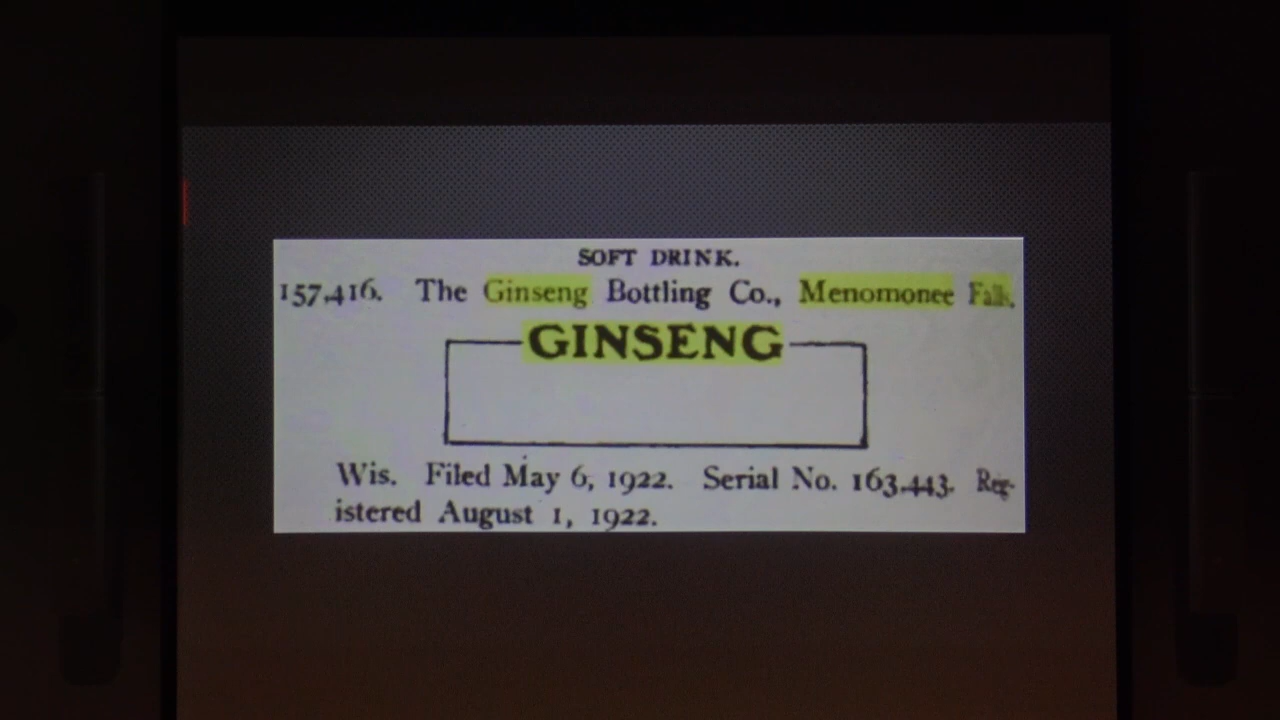 SOFT DRINK.
157,416. The Ginseng Bottling Co., Menomonee Falls,
GINSENG
Wis. Filed May 6, 1922. Serial No. 163,443. Reg-
istered August 1, 1922.